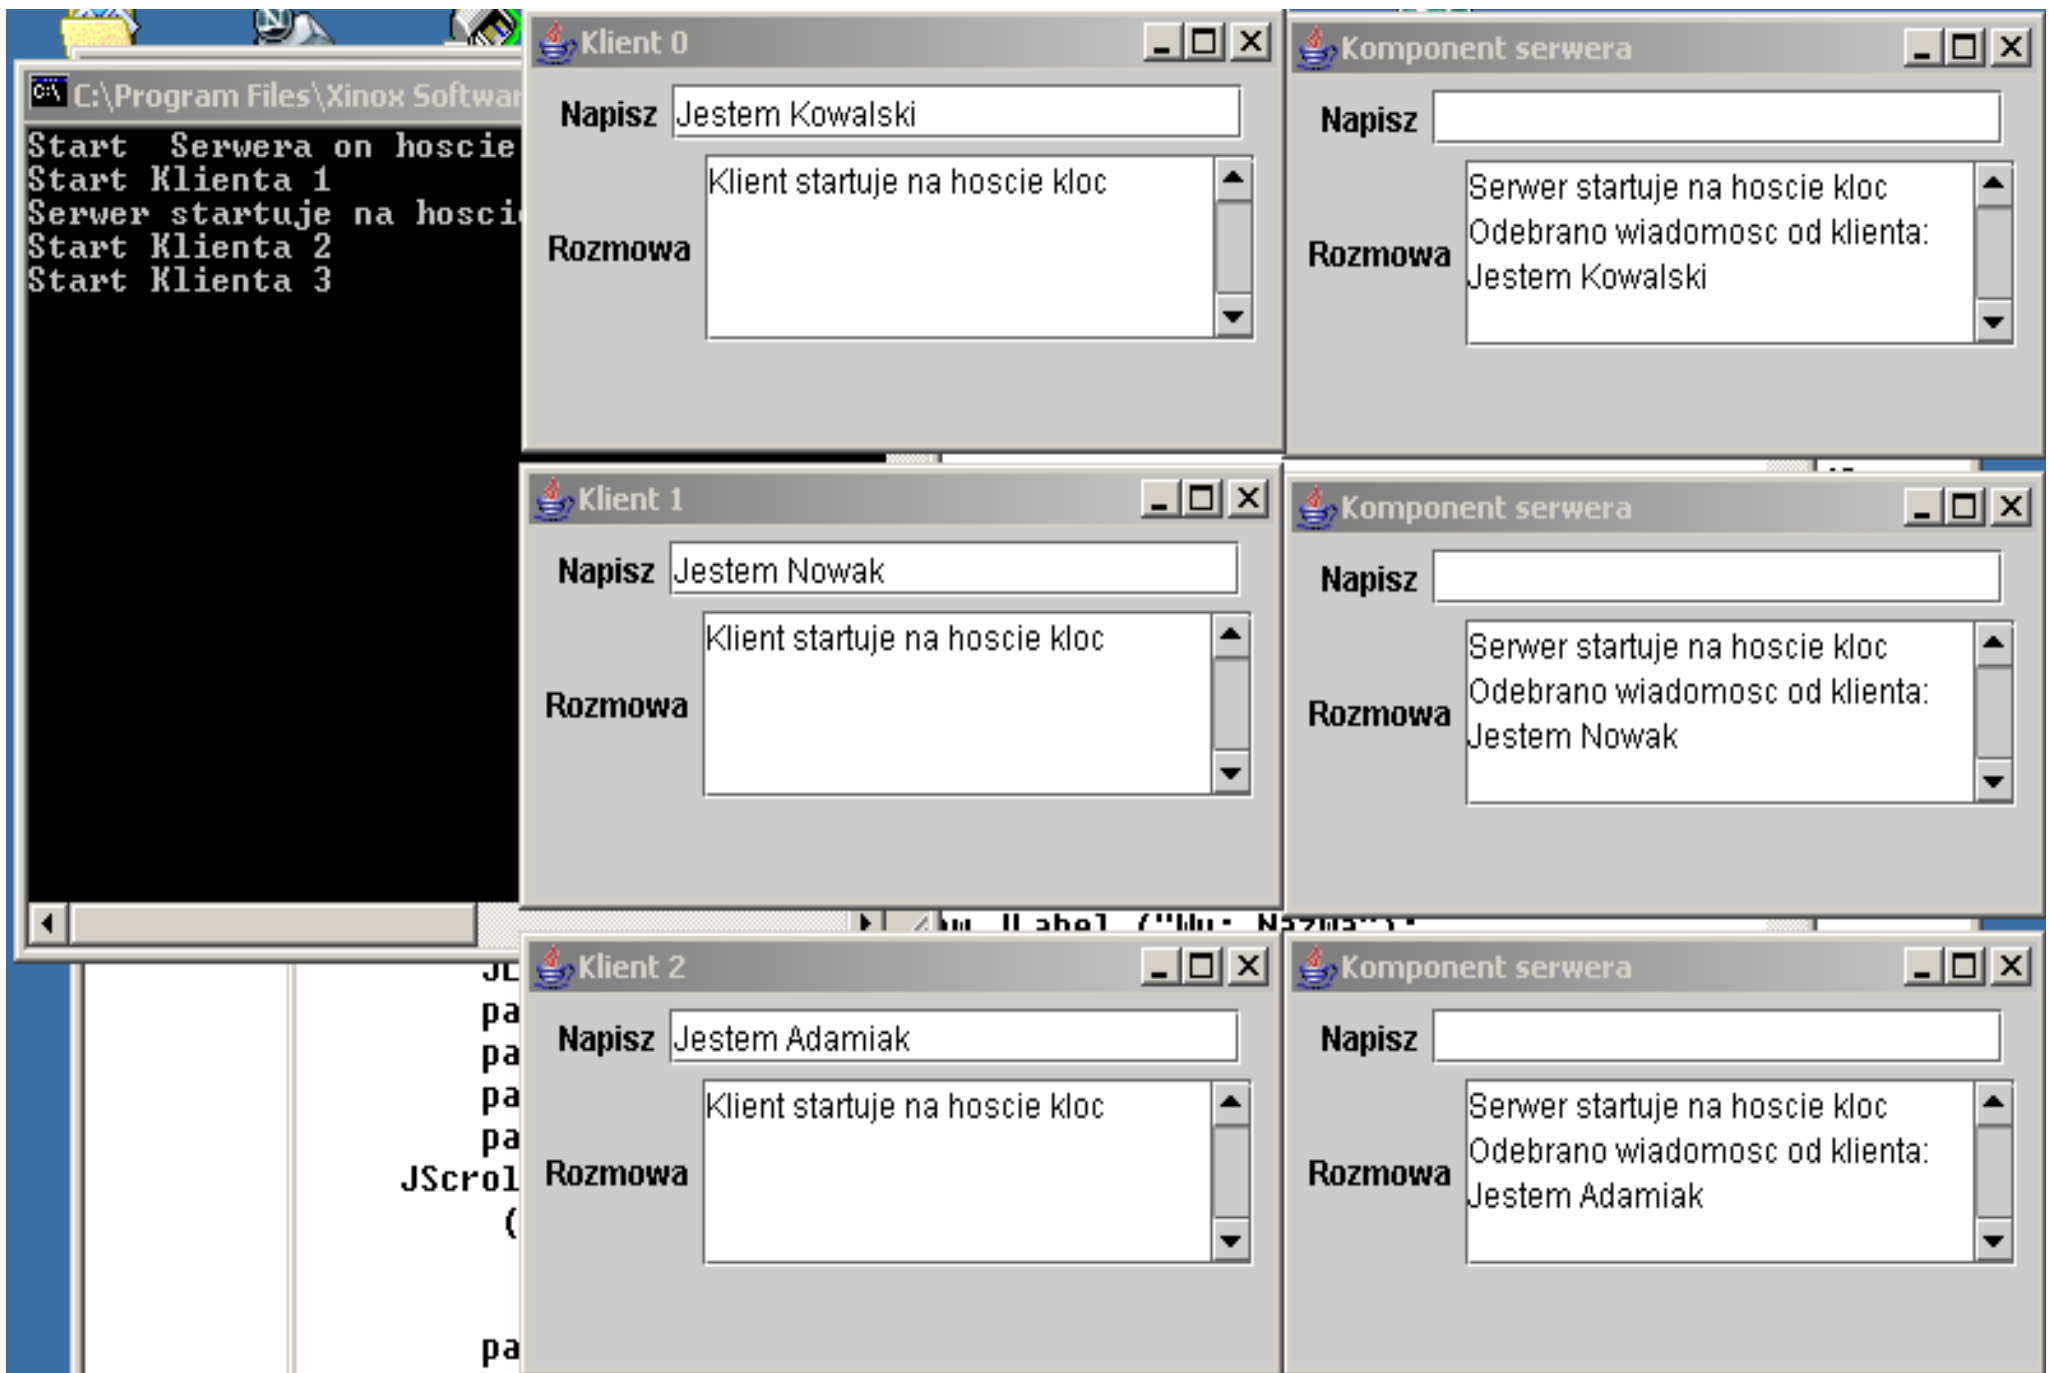 C:\Program Files\Xinox Softwar
Start  Serwera on hoscie
Start Klienta 1
Serwer startuje na hoscie
Start Klienta 2
Start Klienta 3
Klient 0
Napisz
Jestem Kowalski
Rozmowa
Klient startuje na hoscie kloc
Komponent serwera
Napisz
Rozmowa
Serwer startuje na hoscie kloc
Odebrano wiadomosc od klienta:
Jestem Kowalski
Klient 1
Napisz
Jestem Nowak
Rozmowa
Klient startuje na hoscie kloc
Komponent serwera
Napisz
Rozmowa
Serwer startuje na hoscie kloc
Odebrano wiadomosc od klienta:
Jestem Nowak
Klient 2
Napisz
Jestem Adamiak
Rozmowa
Klient startuje na hoscie kloc
Komponent serwera
Napisz
Rozmowa
Serwer startuje na hoscie kloc
Odebrano wiadomosc od klienta:
Jestem Adamiak
pa
pa
pa
pa
JScrol
(
pa